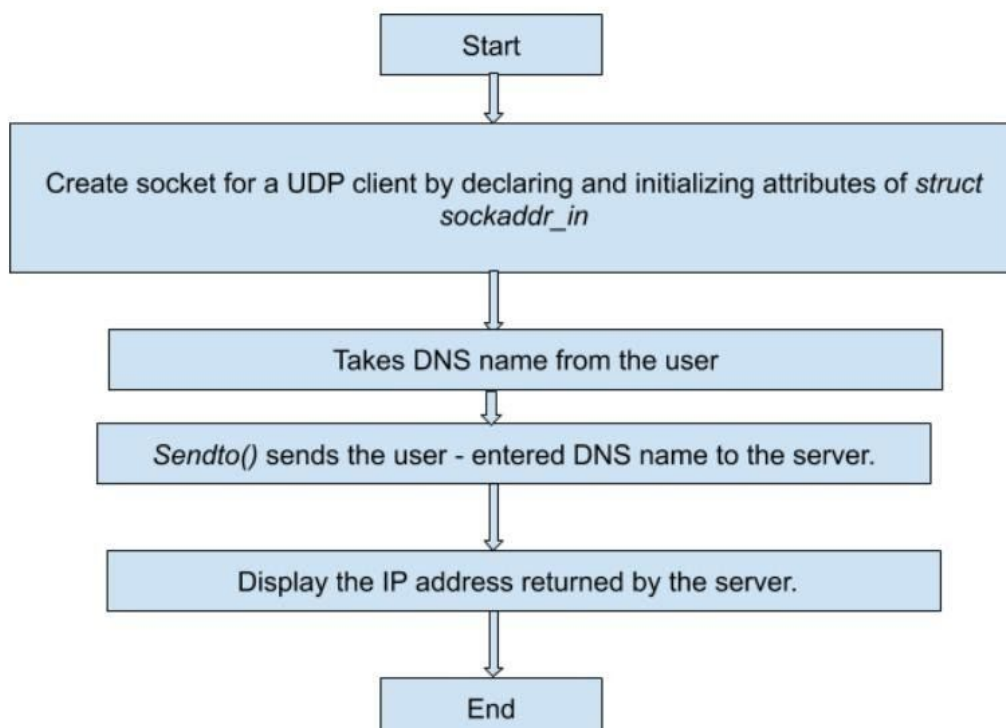 Start
Create socket for a UDP client by declaring and initializing attributes of struct
sockaddr_in
Takes DNS name from the user
Sendto() sends the user - entered DNS name to the server.
Display the IP address returned by the server.
End